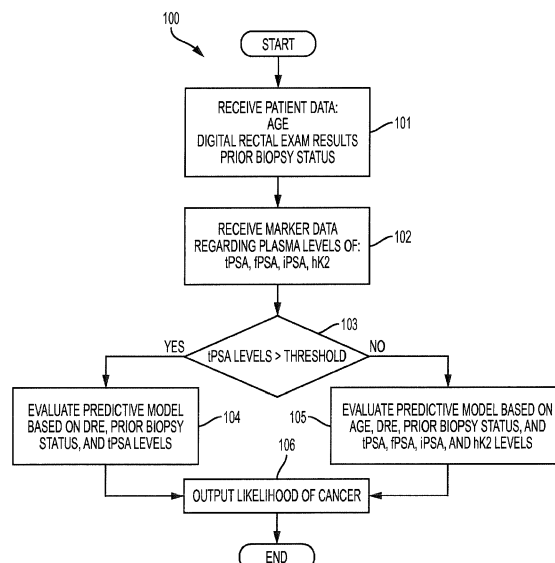 100
START
RECEIVE PATIENT DATA:
AGE
DIGITAL RECTAL EXAM RESULTS
PRIOR BIOPSY STATUS
101
RECEIVE MARKER DATA
REGARDING PLASMA LEVELS OF:
tPSA, fPSA, iPSA, hK2
102
103
YES
tPSA LEVELS > THRESHOLD
NO
EVALUATE PREDICTIVE MODEL
BASED ON DRE, PRIOR BIOPSY
STATUS, AND tPSA LEVELS
104
105
EVALUATE PREDICTIVE MODEL BASED ON
AGE, DRE, PRIOR BIOPSY STATUS, AND
tPSA, fPSA, iPSA, AND hK2 LEVELS
106
OUTPUT LIKELIHOOD OF CANCER
END